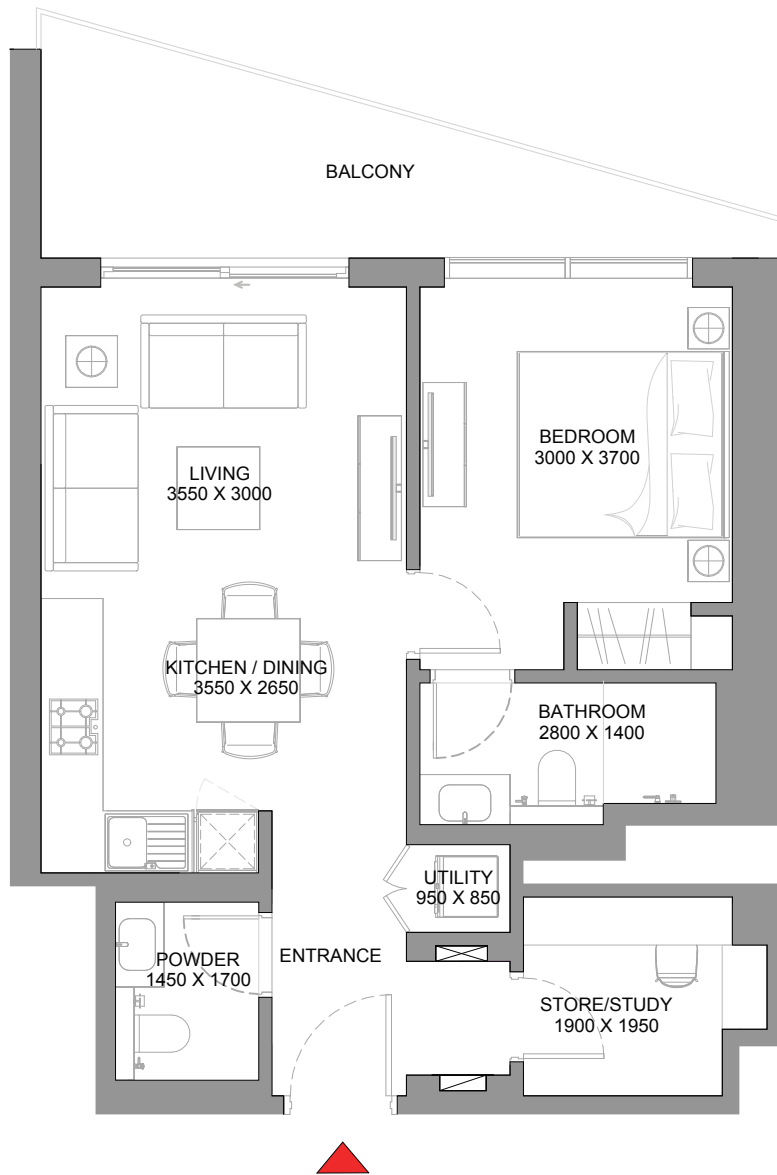 BALCONY
BEDROOM
3000 X 3700
LIVING
3550 X 3000
KITCHEN / DINING
3550 X 2650
BATHROOM
2800 X 1400
UTILITY
950 X 850
POWDER
1450 X 1700
ENTRANCE
STORE/STUDY
1900 X 1950